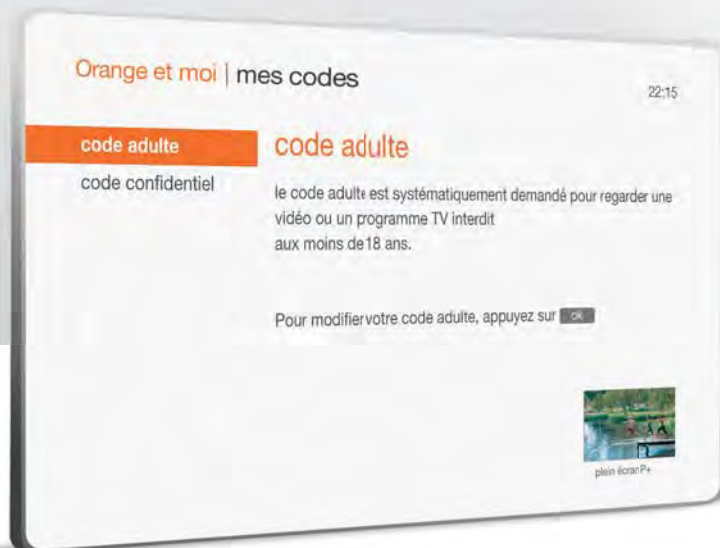 Orange et moi | mes codes
22:15
code adulte
code confidentiel
code adulte
le code adulte est systématiquement demandé pour regarder une
vidéo ou un programme TV interdit
aux moins de18 ans.
Pour modifiervotre code adulte, appuyez sur ok
plein écranP+